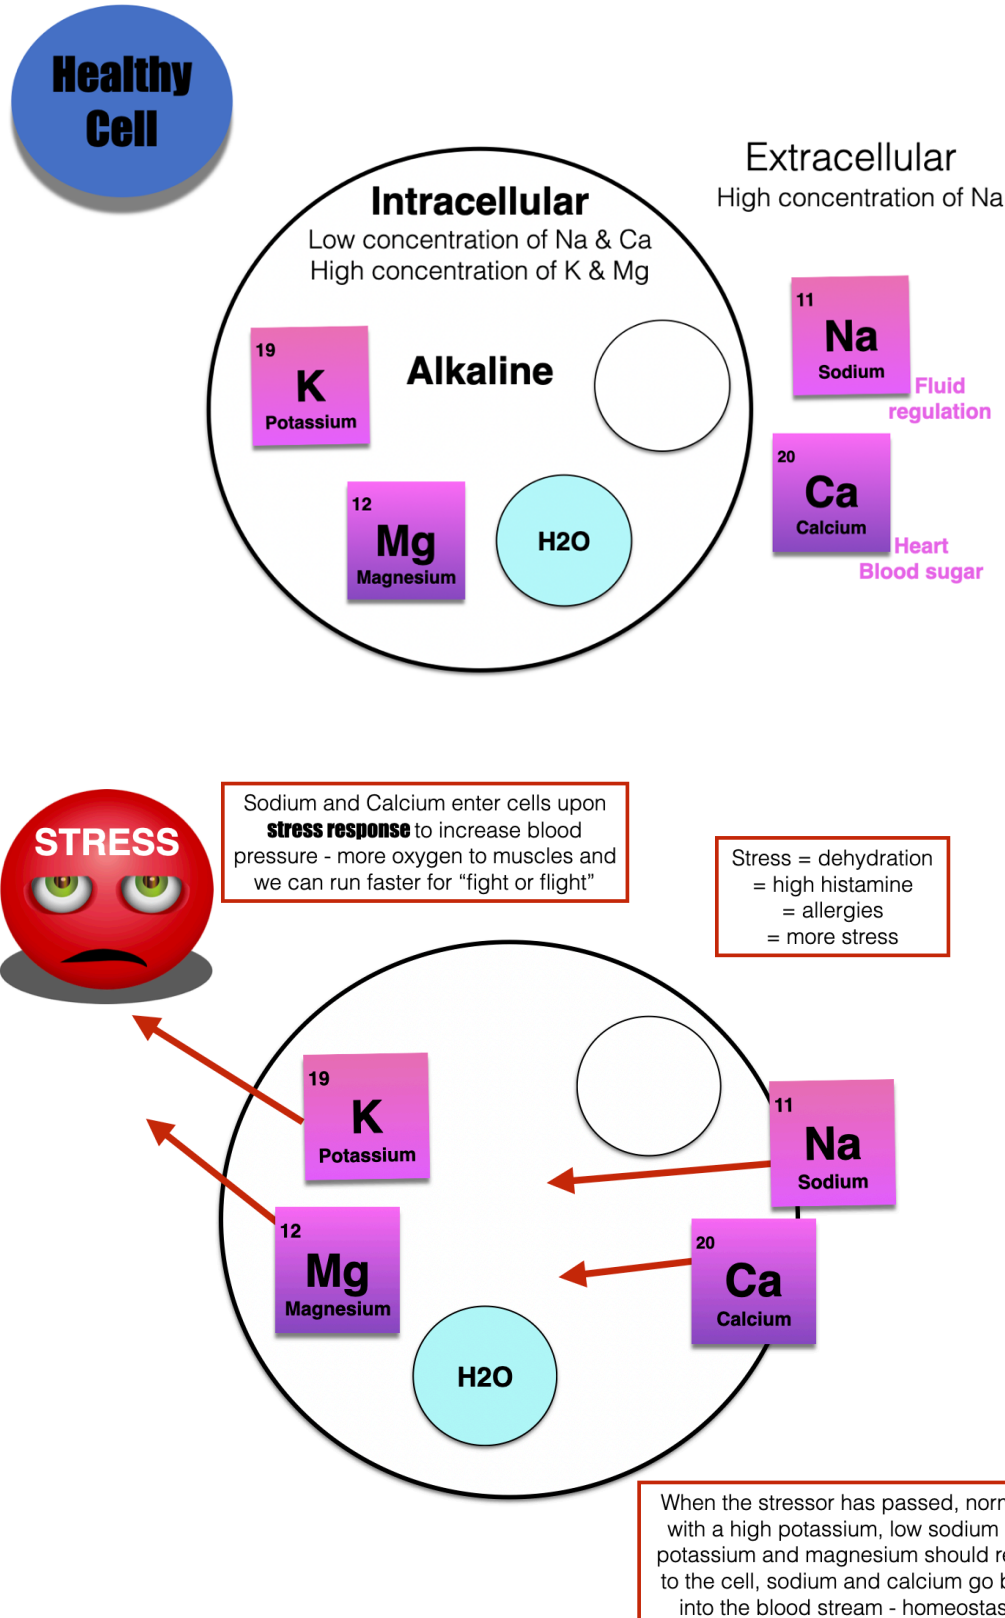 Healthy
Cell
Extracellular
High concentration of Na
Intracellular
Low concentration of Na & Ca
High concentration of K & Mg
11
Na
Sodium
Fluid
regulation
19
K
Potassium
Alkaline
20
Ca
Calcium
Heart
Blood sugar
12
Mg
Magnesium
H2O
STRESS
Sodium and Calcium enter cells upon
stress response to increase blood
pressure - more oxygen to muscles and
we can run faster for “fight or flight”
Stress = dehydration
= high histamine
= allergies
= more stress
19
K
Potassium
11
Na
Sodium
12
Mg
Magnesium
20
Ca
Calcium
H2O
When the stressor has passed,
with a high potassium, low sodium
potassium and magnesium should
to the cell, sodium and calcium go
into the blood stream -